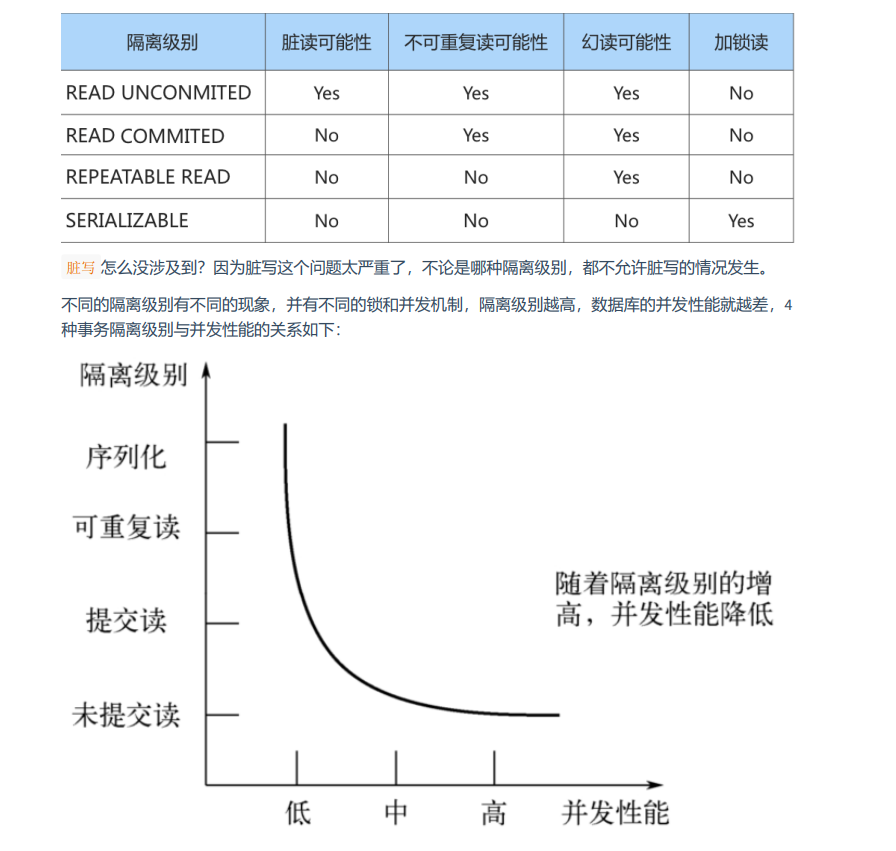 隔离级别 脏读可能性 不可重复读可能性 幻读可能性 加锁读
READ UNCONMITED Yes Yes Yes No
READ COMMITED No Yes Yes No
REPEATABLE READ No No Yes No
SERIALIZABLE No No No Yes
脏写 怎么没涉及到？因为脏写这个问题太严重了，不论是哪种隔离级别，都不允许脏写的情况发生。
不同的隔离级别有不同的现象，并有不同的锁和并发机制，隔离级别越高，数据库的并发性能就越差，4
种事务隔离级别与并发性能的关系如下：
隔离级别
序列化
可重复读
随着隔离级别的增
高，并发性能降低
提交读
未提交读
低 中 高 并发性能